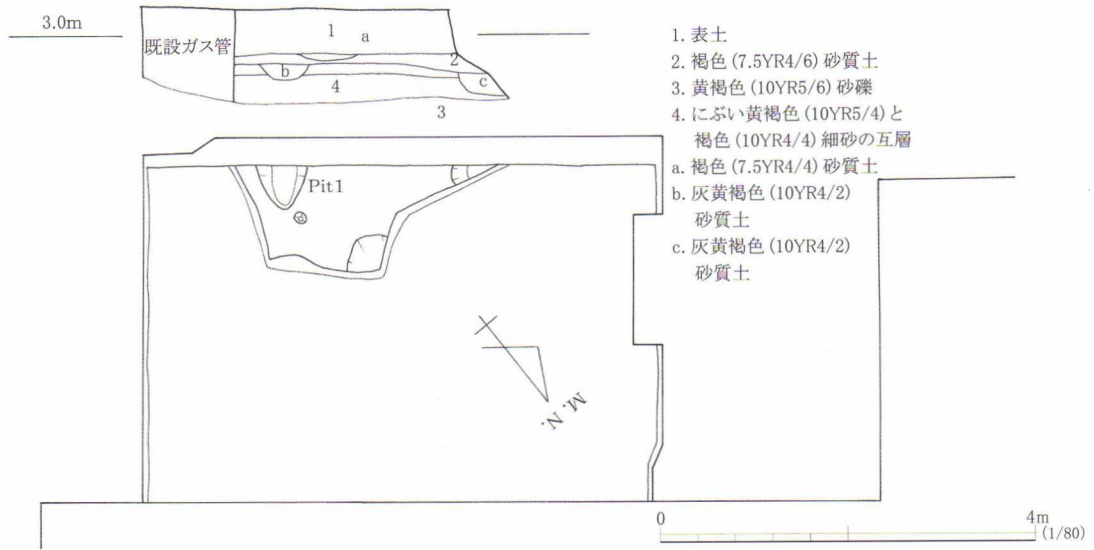 3.0m
既設ガス管
1
a
2
b
4
c
3
1. 表土
2. 褐色 (7.5YR4/6) 砂質土
3. 黄褐色 (10YR5/6) 砂礫
4. にぶい黄褐色 (10YR5/4) と
褐色 (10YR4/4) 細砂の互層
a. 褐色 (7.5YR4/4) 砂質土
b. 灰黄褐色 (10YR4/2)
砂質土
c. 灰黄褐色 (10YR4/2)
砂質土
Pit1
M. N.
0
4m
(1/80)